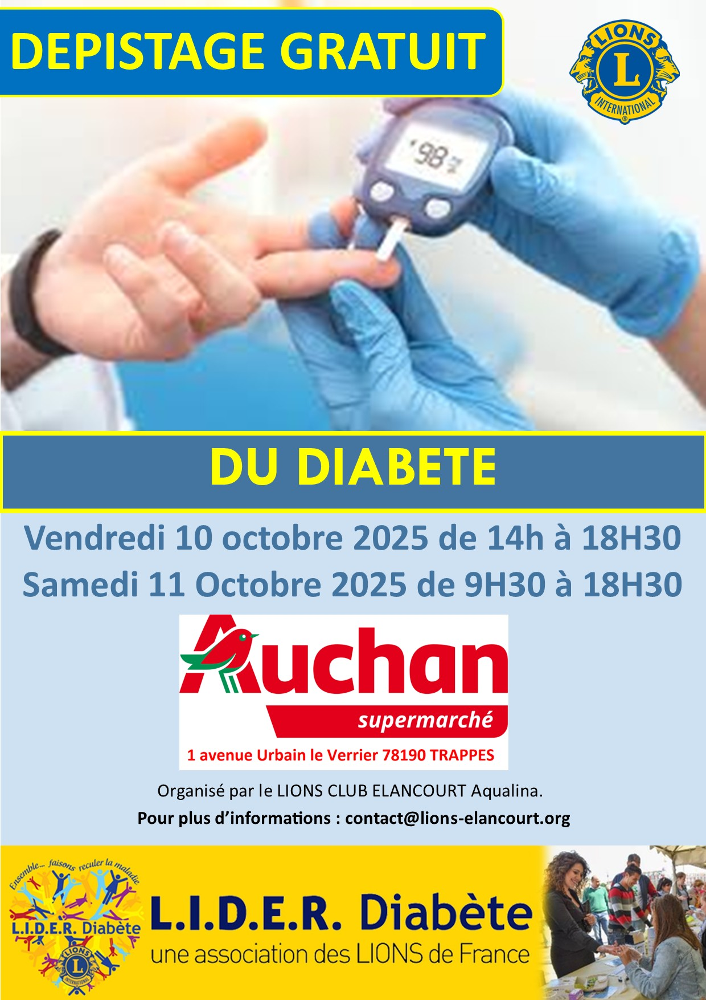 DEPISTAGE GRATUIT
LIONS
L
INTERNATIONAL
®
98
DU DIABETE
Vendredi 10 octobre 2025 de 14h à 18H30
Samedi 11 Octobre 2025 de 9H30 à 18H30
Auchan
supermarché
1 avenue Urbain le Verrier 78190 TRAPPES
Organisé par le LIONS CLUB ELANCOURT Aqualina.
Pour plus d’informations : contact@lions-elancourt.org
Ensemble... faisons reculer la maladie
L.I.D.E.R. Diabète
LIONS
L
INTERNATIONAL
L.I.D.E.R. Diabète
une association des LIONS de France